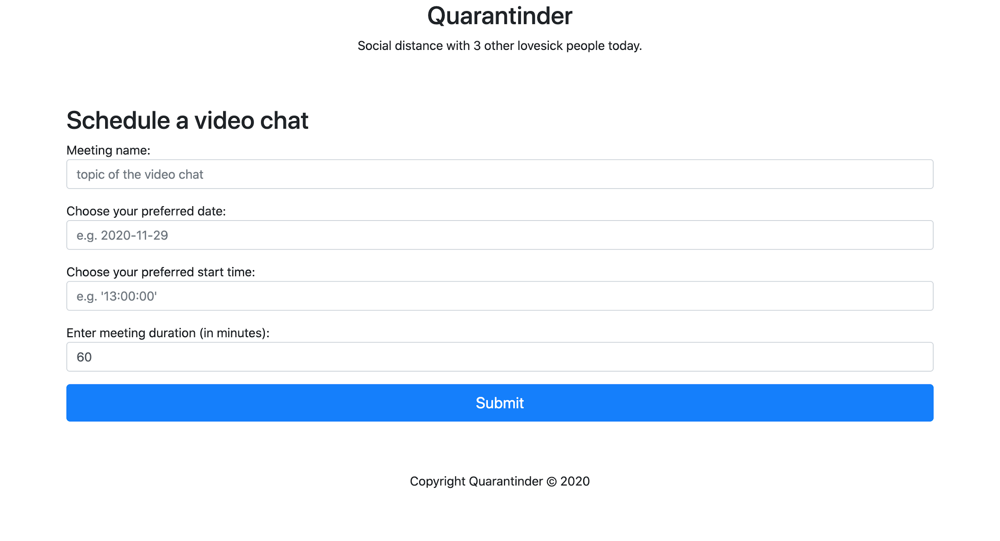 Quarantinder
Social distance with 3 other lovesick people today.
Schedule a video chat
Meeting name:
topic of the video chat
Choose your preferred date:
e.g. 2020-11-29
Choose your preferred start time:
e.g. '13:00:00'
Enter meeting duration (in minutes):
60
Submit
Copyright Quarantinder © 2020